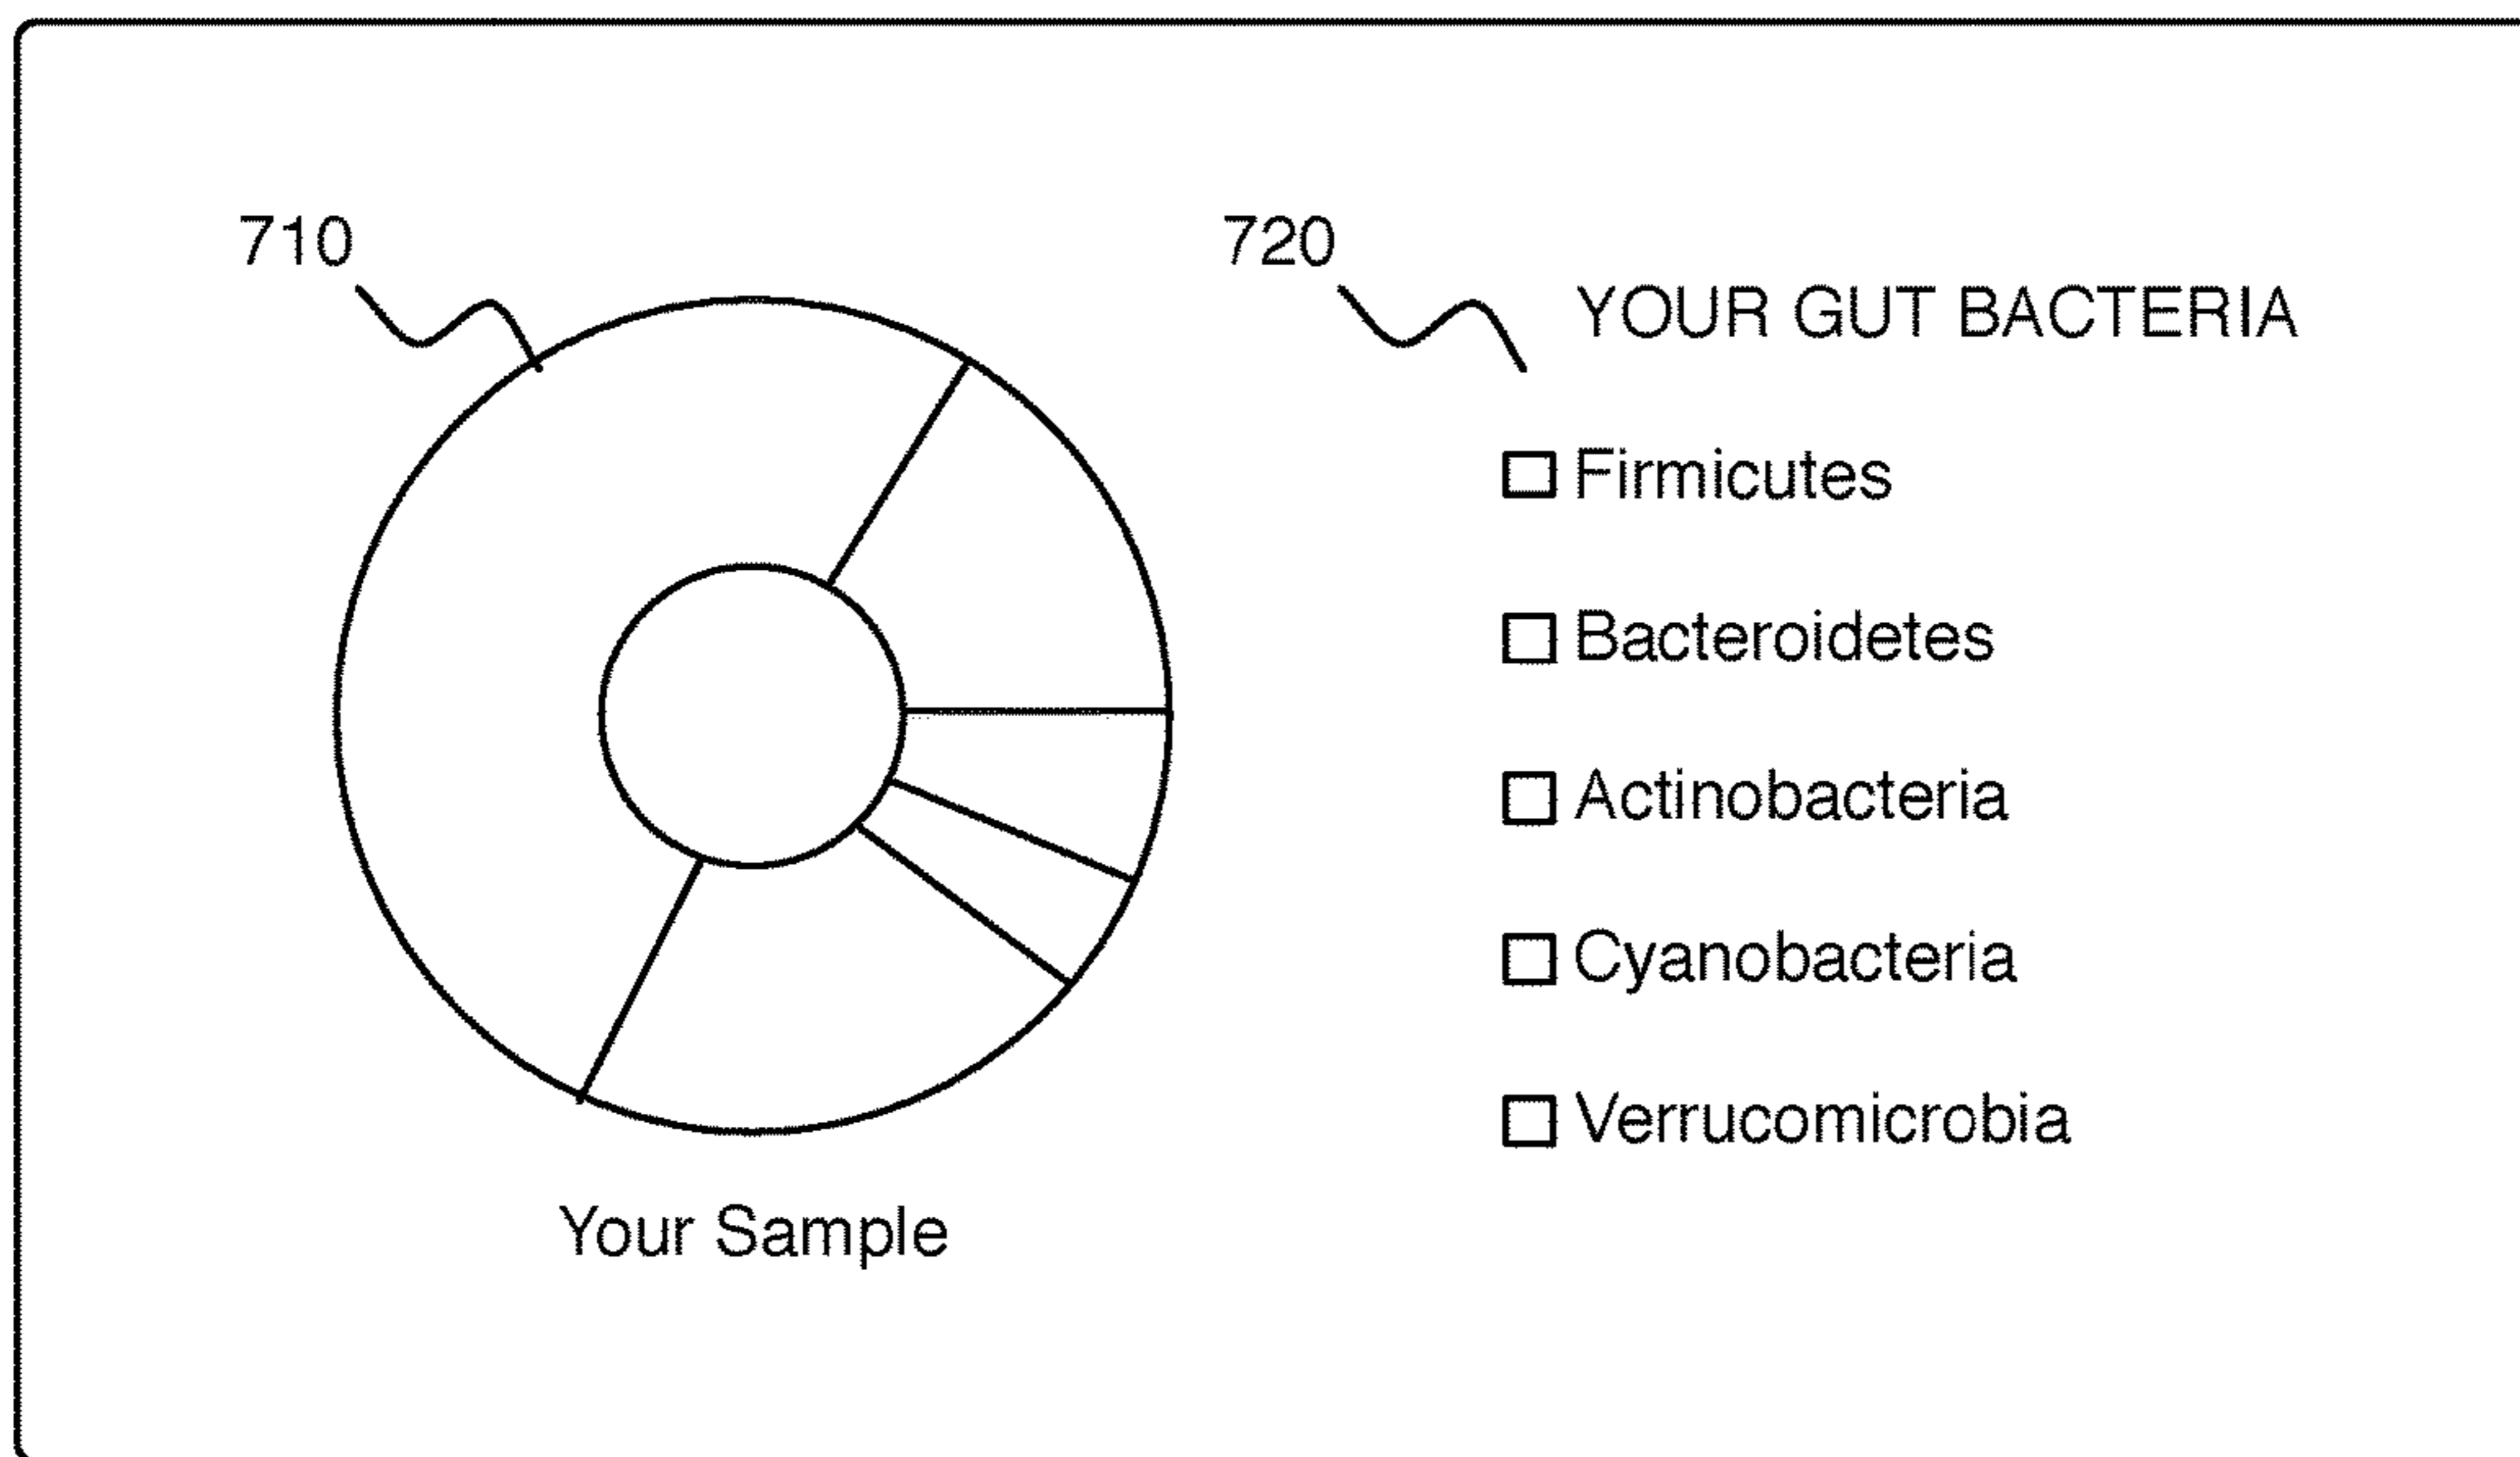 710
720
YOUR GUT BACTERIA
Firmicutes
Bacteroidetes
Actinobacteria
Cyanobacteria
Verrucomicrobia
Your Sample